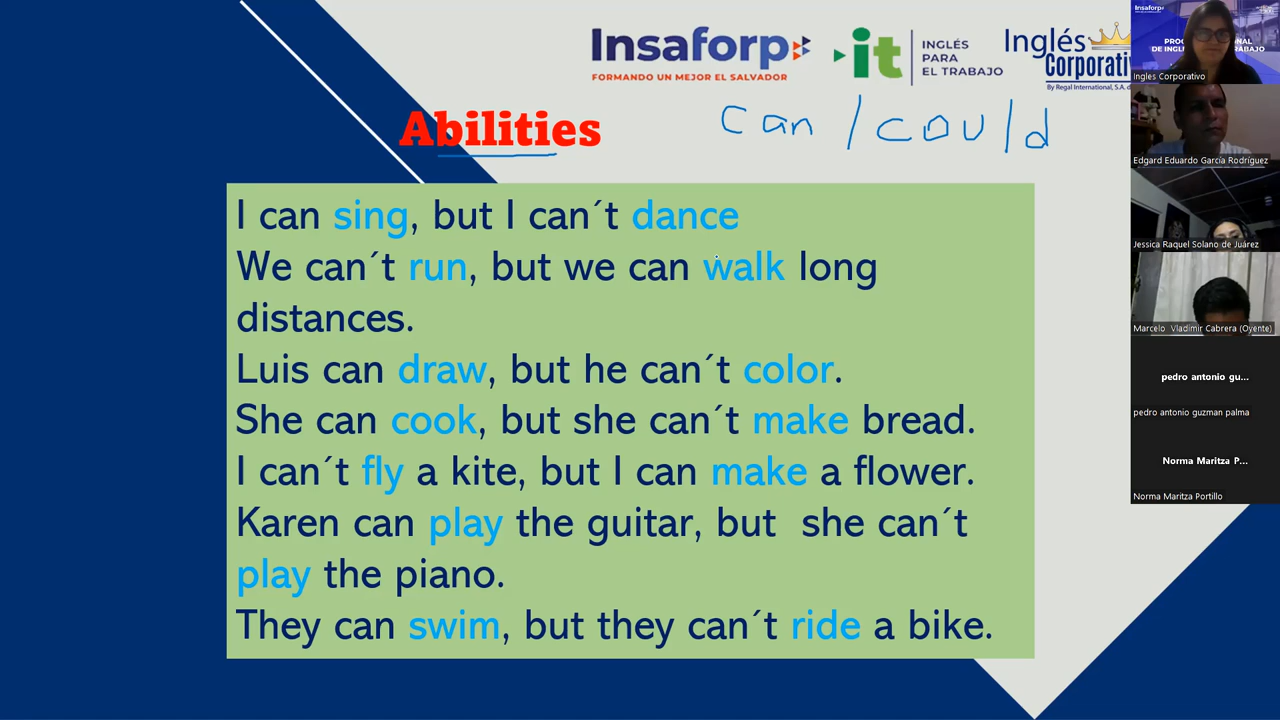 Insaforp
FORMANDO UN MEJOR EL SALVADOR
it
INGLÉS
PARA
EL TRABAJO
Inglés
Corporativ
By Regal International, S.A. d
Abilities
can / could
I can sing, but I can´t dance
We can´t run, but we can walk long
distances.
Luis can draw, but he can´t color.
She can cook, but she can´t make bread.
I can´t fly a kite, but I can make a flower.
Karen can play the guitar, but she can´t
play the piano.
They can swim, but they can´t ride a bike.
Insaforp
Ingles Corporativo
Edgard Eduardo García Rodríguez
Jessica Raquel Solano de Juárez
Marcelo Vladimir Cabrera (Oyente)
pedro antonio gu...
pedro antonio guzman palma
Norma Maritza P...
Norma Maritza Portillo